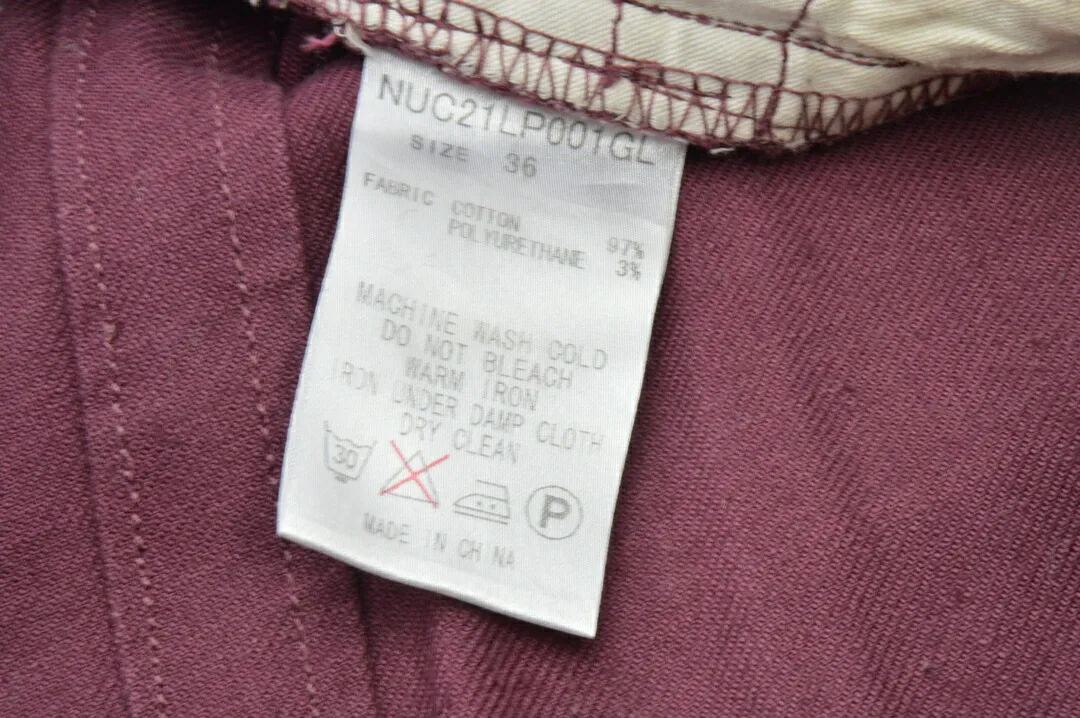 NUC21LP001GL
SIZE 36
FABRIC COTTON 97%
POLYURETHANE 3%
MACHINE WASH COLD
DO NOT BLEACH
WARM IRON
IRON UNDER DAMP CLOTH
DRY CLEAN
30 P
MADE IN CHINA